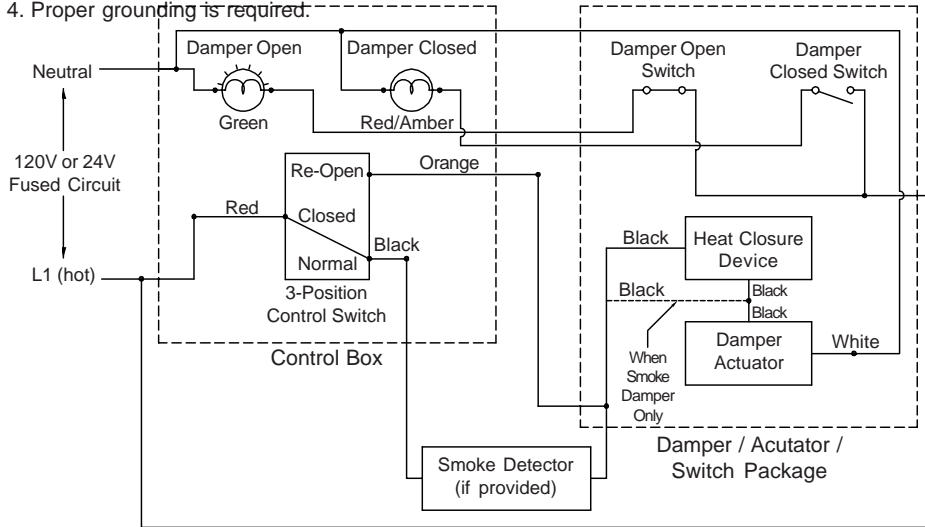 4. Proper grounding is required.
Damper Open
Damper Closed
Damper Open
Switch
Damper
Closed Switch
Neutral
Green
Red/Amber
120V or 24V
Fused Circuit
Re-Open
Orange
Red
Closed
Black
Normal
L1 (hot)
3-Position
Control Switch
Control Box
Black
Heat Closure
Device
Black
Black
Black
Damper
Actuator
White
When
Smoke
Damper
Only
Smoke Detector
(if provided)
Damper / Acutator /
Switch Package